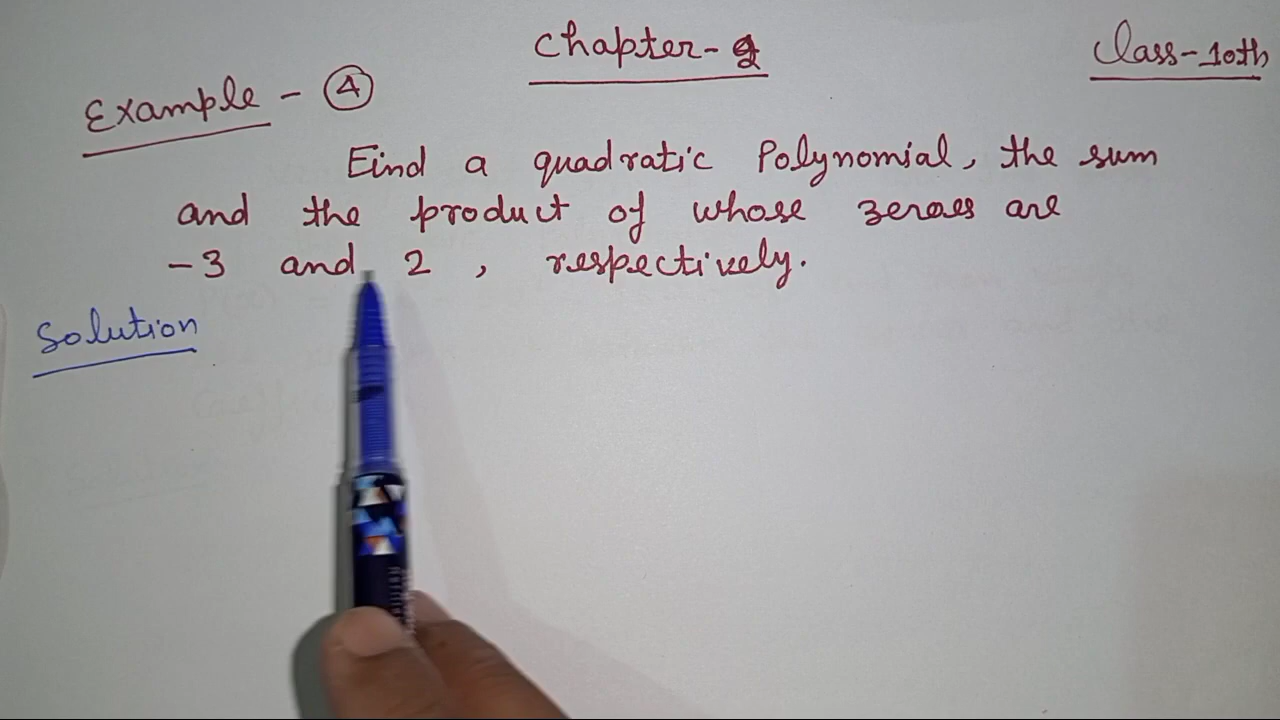 Chapter-2
Class-10th
Example - 4
Find a quadratic Polynomial, the sum
and the product of whose zeroes are
-3 and 2 , respectively.
Solution